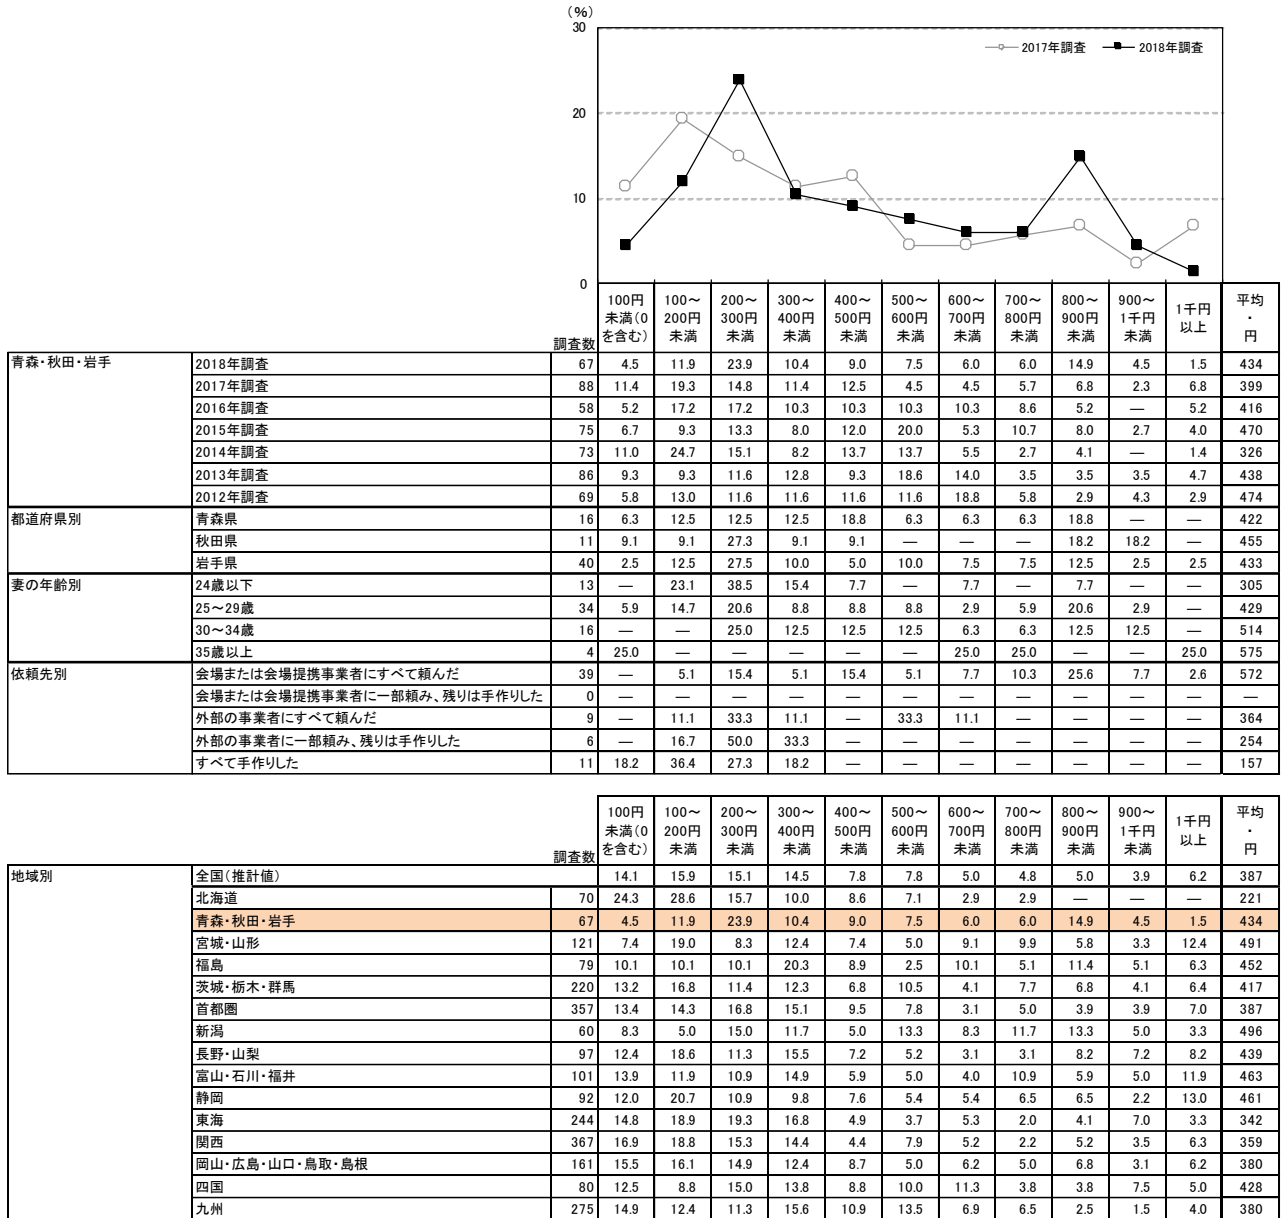 （％）
30
20
10
0
2017年調査 2018年調査
調査数 100円未満（0を含む） 100～200円未満 200～300円未満 300～400円未満 400～500円未満 500～600円未満 600～700円未満 700～800円未満 800～900円未満 900～1千円未満 1千円以上 平均・円
青森・秋田・岩手 2018年調査 67 4.5 11.9 23.9 10.4 9.0 7.5 6.0 6.0 14.9 4.5 1.5 434
2017年調査 88 11.4 19.3 14.8 11.4 12.5 4.5 4.5 5.7 6.8 2.3 6.8 399
2016年調査 58 5.2 17.2 17.2 10.3 10.3 10.3 10.3 8.6 5.2 — 5.2 416
2015年調査 75 6.7 9.3 13.3 8.0 12.0 20.0 5.3 10.7 8.0 2.7 4.0 470
2014年調査 73 11.0 24.7 15.1 8.2 13.7 13.7 5.5 2.7 4.1 — 1.4 326
2013年調査 86 9.3 9.3 11.6 12.8 9.3 18.6 14.0 3.5 3.5 3.5 4.7 438
2012年調査 69 5.8 13.0 11.6 11.6 11.6 11.6 18.8 5.8 2.9 4.3 2.9 474
都道府県別 青森県 16 6.3 12.5 12.5 12.5 18.8 6.3 6.3 6.3 18.8 — — 422
秋田県 11 9.1 9.1 27.3 9.1 9.1 — — — 18.2 18.2 — 455
岩手県 40 2.5 12.5 27.5 10.0 5.0 10.0 7.5 7.5 12.5 2.5 2.5 433
妻の年齢別 24歳以下 13 — 23.1 38.5 15.4 7.7 — 7.7 — 7.7 — — 305
25～29歳 34 5.9 14.7 20.6 8.8 8.8 8.8 2.9 5.9 20.6 2.9 — 429
30～34歳 16 — — 25.0 12.5 12.5 12.5 6.3 6.3 12.5 12.5 — 514
35歳以上 4 25.0 — — — — — 25.0 25.0 — — 25.0 575
依頼先別 会場または会場提携事業者にすべて頼んだ 39 — 5.1 15.4 5.1 15.4 5.1 7.7 10.3 25.6 7.7 2.6 572
会場または会場提携事業者に一部頼み、残りは手作りした 0 — — — — — — — — — — — —
外部の事業者にすべて頼んだ 9 — 11.1 33.3 11.1 — 33.3 11.1 — — — — 364
外部の事業者に一部頼み、残りは手作りした 6 — 16.7 50.0 33.3 — — — — — — — 254
すべて手作りした 11 18.2 36.4 27.3 18.2 — — — — — — — 157
調査数 100円未満（0を含む） 100～200円未満 200～300円未満 300～400円未満 400～500円未満 500～600円未満 600～700円未満 700～800円未満 800～900円未満 900～1千円未満 1千円以上 平均・円
地域別 全国（推計値） 14.1 15.9 15.1 14.5 7.8 7.8 5.0 4.8 5.0 3.9 6.2 387
北海道 70 24.3 28.6 15.7 10.0 8.6 7.1 2.9 2.9 — — — 221
青森・秋田・岩手 67 4.5 11.9 23.9 10.4 9.0 7.5 6.0 6.0 14.9 4.5 1.5 434
宮城・山形 121 7.4 19.0 8.3 12.4 7.4 5.0 9.1 9.9 5.8 3.3 12.4 491
福島 79 10.1 10.1 10.1 20.3 8.9 2.5 10.1 5.1 11.4 5.1 6.3 452
茨城・栃木・群馬 220 13.2 16.8 11.4 12.3 6.8 10.5 4.1 7.7 6.8 4.1 6.4 417
首都圏 357 13.4 14.3 16.8 15.1 9.5 7.8 3.1 5.0 3.9 3.9 7.0 387
新潟 60 8.3 5.0 15.0 11.7 5.0 13.3 8.3 11.7 13.3 5.0 3.3 496
長野・山梨 97 12.4 18.6 11.3 15.5 7.2 5.2 3.1 3.1 8.2 7.2 8.2 439
富山・石川・福井 101 13.9 11.9 10.9 14.9 5.9 5.0 4.0 10.9 5.9 5.0 11.9 463
静岡 92 12.0 20.7 10.9 9.8 7.6 5.4 5.4 6.5 6.5 2.2 13.0 461
東海 244 14.8 18.9 19.3 16.8 4.9 3.7 5.3 2.0 4.1 7.0 3.3 342
関西 367 16.9 18.8 15.3 14.4 4.4 7.9 5.2 2.2 5.2 3.5 6.3 359
岡山・広島・山口・鳥取・島根 161 15.5 16.1 14.9 12.4 8.7 5.0 6.2 5.0 6.8 3.1 6.2 380
四国 80 12.5 8.8 15.0 13.8 8.8 10.0 11.3 3.8 3.8 7.5 5.0 428
九州 275 14.9 12.4 11.3 15.6 10.9 13.5 6.9 6.5 2.5 1.5 4.0 380